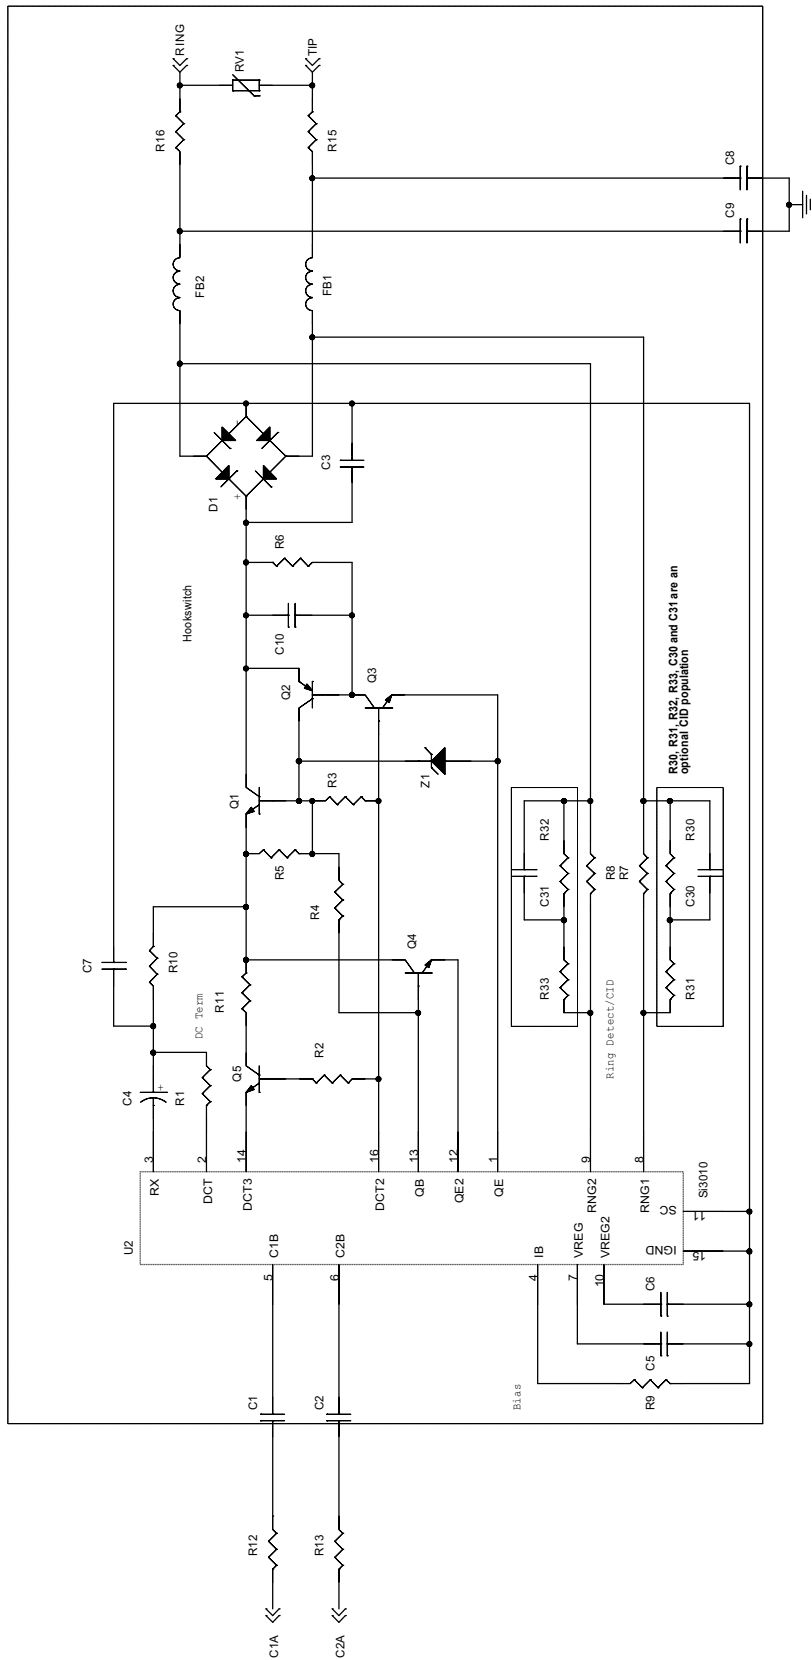 RING
TIP
RV1
R16
R15
C8
C9
FB2
FB1
D1
+
-
C3
R6
C10
Hookswitch
Q2
Q3
Z1
Q1
R3
R5
R4
Q4
C7
R10
R11
DC Term
C4
+
R1
Q5
R2
R32
C31
R33
R8
R7
R30
C30
R31
R30, R31, R32, R33, C30 and C31 are an
optional CID population
Ring Detect/CID
3
2
14
16
13
12
1
9
8
RX
DCT
DCT3
DCT2
QB
QE2
QE
RNG2
RNG1
Si3010
SC
11
IGND
15
U2
C1B
C2B
IB
VREG
VREG2
5
6
4
7
10
C6
C5
R9
Bias
C1
C2
R12
R13
C1A
C2A